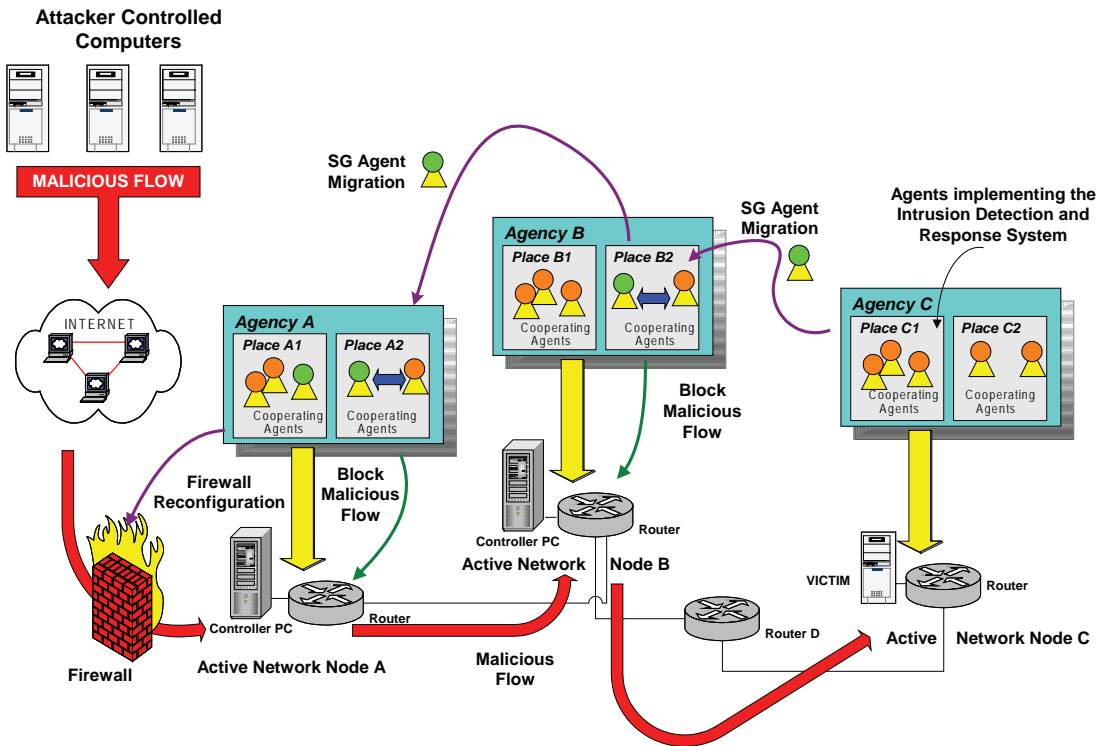 Attacker Controlled
Computers
MALICIOUS FLOW
INTERNET
SG Agent
Migration
SG Agent
Migration
Agents implementing the
Intrusion Detection and
Response System
Agency A
Place A1
Cooperating
Agents
Place A2
Cooperating
Agents
Agency B
Place B1
Cooperating
Agents
Place B2
Cooperating
Agents
Agency C
Place C1
Cooperating
Agents
Place C2
Cooperating
Agents
Firewall
Reconfiguration
Block
Malicious
Flow
Block
Malicious
Flow
Controller PC
Router
Active Network Node B
Controller PC
Router
Active Network Node A
Firewall
Malicious
Flow
Router D
VICTIM
Router
Active Network Node C